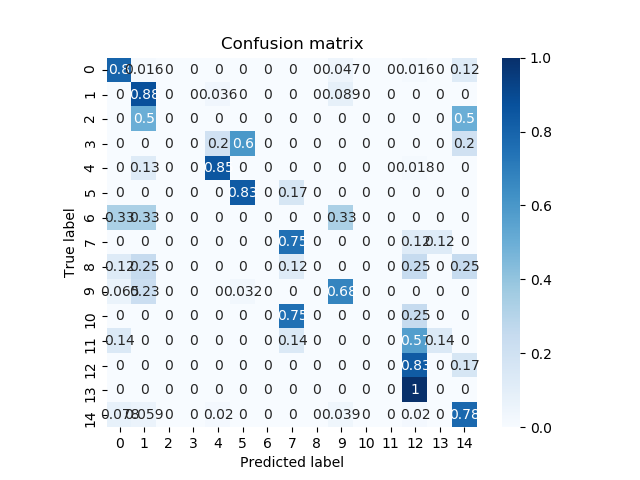 Confusion matrix
0 0.8 0.016 0 0 0 0 0 0 0 0.047 0 0 0.016 0 0.12
1 0 0.88 0 0 0.036 0 0 0 0 0.089 0 0 0 0 0
2 0 0.5 0 0 0 0 0 0 0 0 0 0 0 0 0.5
3 0 0 0 0 0.2 0.6 0 0 0 0 0 0 0 0 0.2
4 0 0.13 0 0 0.85 0 0 0 0 0 0 0 0.018 0 0
5 0 0 0 0 0 0.83 0 0.17 0 0 0 0 0 0 0
6 0.33 0.33 0 0 0 0 0 0 0 0.33 0 0 0 0 0
7 0 0 0 0 0 0 0 0.75 0 0 0 0 0.12 0.12 0
8 0.12 0.25 0 0 0 0 0 0.12 0 0 0 0 0.25 0 0.25
9 0.065 0.23 0 0 0 0.032 0 0 0 0.68 0 0 0 0 0
10 0 0 0 0 0 0 0 0.75 0 0 0 0 0.25 0 0
11 0.14 0 0 0 0 0 0 0.14 0 0 0 0 0.57 0.14 0
12 0 0 0 0 0 0 0 0 0 0 0 0 0.83 0 0.17
13 0 0 0 0 0 0 0 0 0 0 0 0 1 0 0
14 0.078 0.059 0 0 0.02 0 0 0 0 0.039 0 0 0.02 0 0.78
0 1 2 3 4 5 6 7 8 9 10 11 12 13 14
Predicted label
True label
1.0
0.8
0.6
0.4
0.2
0.0